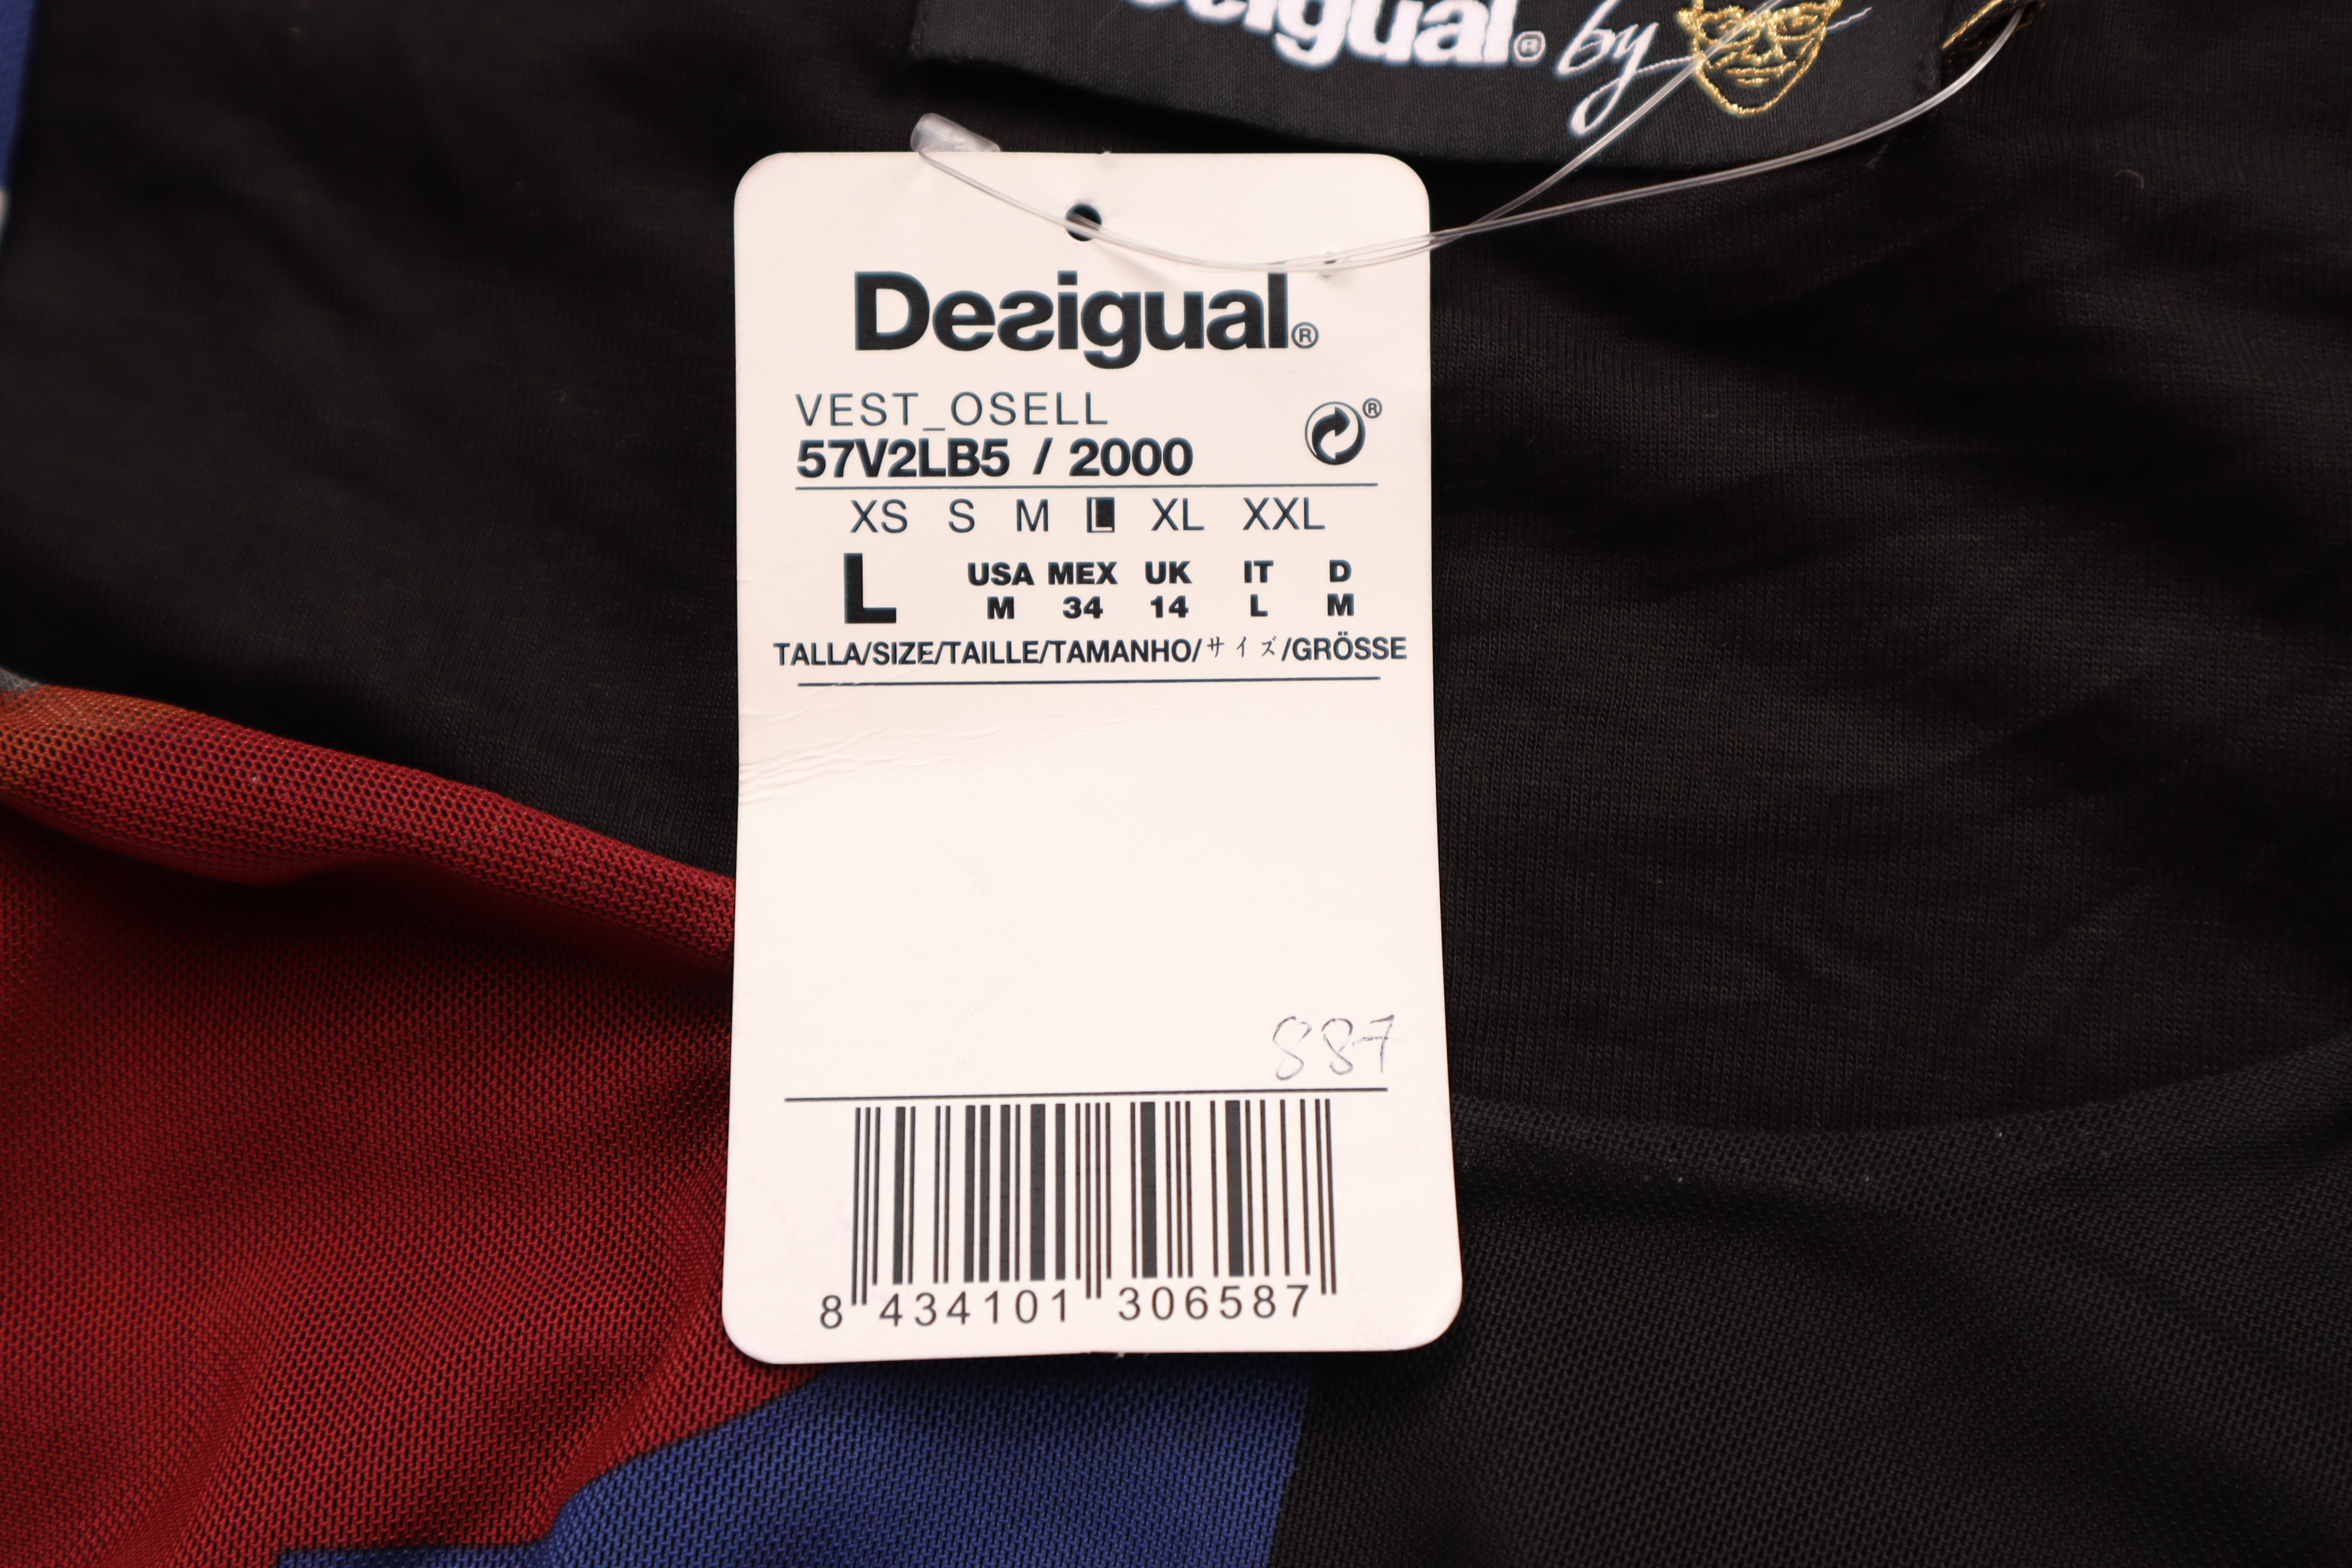 esigual® by
Desigual®
VEST_OSELL
®
57V2LB5 / 2000
XS S M L XL XXL
L
USA MEX UK IT D
M 34 14 L M
TALLA/SIZE/TAILLE/TAMANHO/サイズ/GRÖSSE
887
8 434101 306587